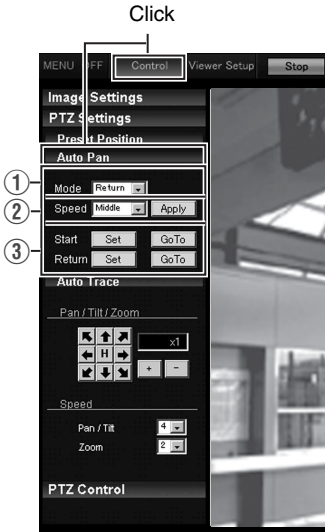 Click
MENU OFF Control Viewer Setup Stop
Image Settings
PTZ Settings
Preset Position
Auto Pan
① Mode Return
② Speed Middle Apply
③ Start Set GoTo
Return Set GoTo
Auto Trace
Pan / Tilt / Zoom
x1
H
+ -
Speed
Pan / Tilt 4
Zoom 2
PTZ Control